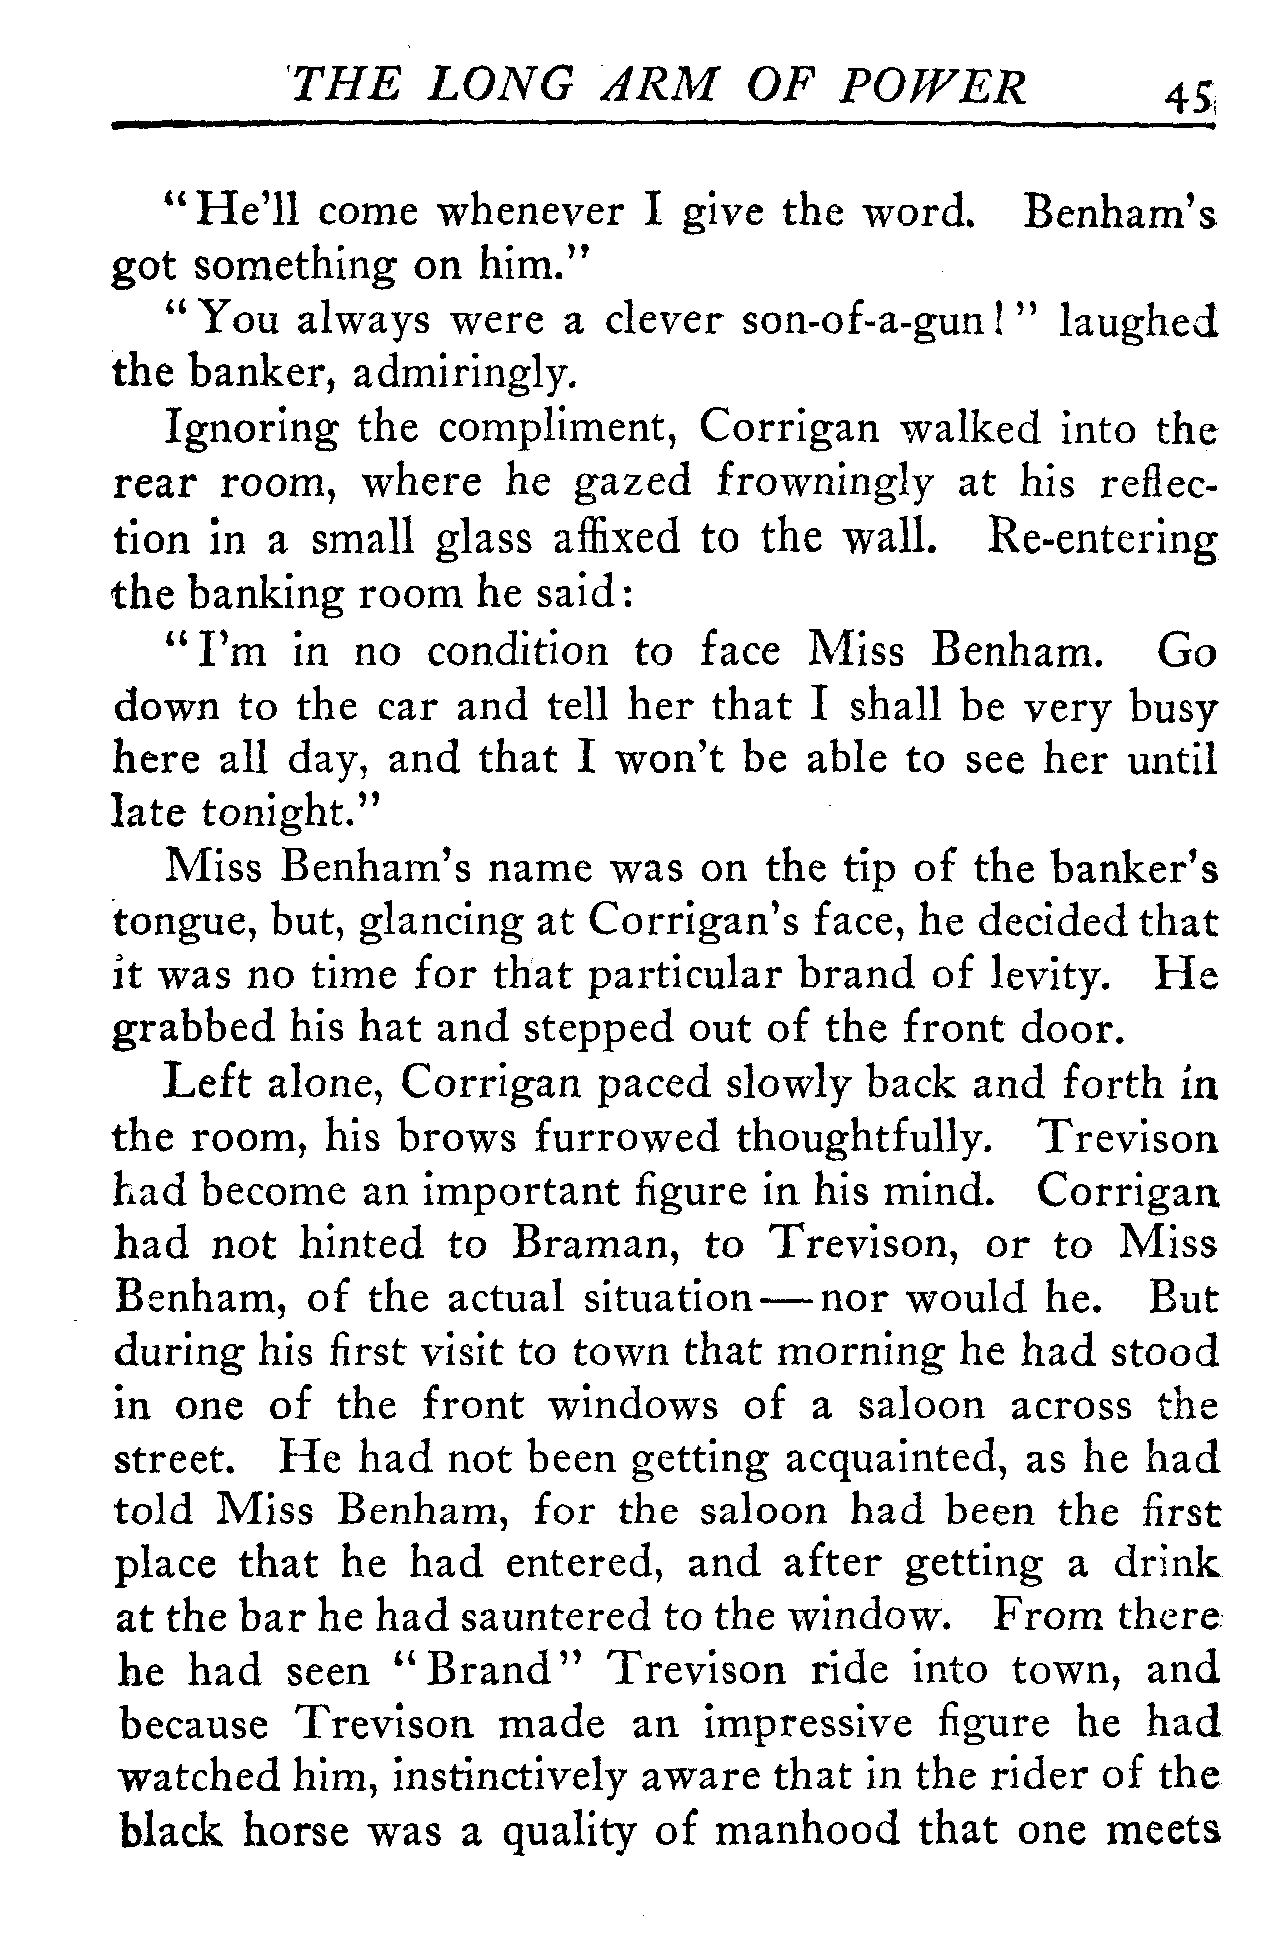 THE LONG ARM OF POWER 45
"He'll come whenever I give the word. Benham's
got something on him."
"You always were a clever son-of-a-gun!" laughed
the banker, admiringly.
Ignoring the compliment, Corrigan walked into the
rear room, where he gazed frowningly at his reflec-
tion in a small glass affixed to the wall. Re-entering
the banking room he said:
"I'm in no condition to face Miss Benham. Go
down to the car and tell her that I shall be very busy
here all day, and that I won't be able to see her until
late tonight."
Miss Benham's name was on the tip of the banker's
tongue, but, glancing at Corrigan's face, he decided that
it was no time for that particular brand of levity. He
grabbed his hat and stepped out of the front door.
Left alone, Corrigan paced slowly back and forth in
the room, his brows furrowed thoughtfully. Trevison
had become an important figure in his mind. Corrigan
had not hinted to Braman, to Trevison, or to Miss
Benham, of the actual situation—nor would he. But
during his first visit to town that morning he had stood
in one of the front windows of a saloon across the
street. He had not been getting acquainted, as he had
told Miss Benham, for the saloon had been the first
place that he had entered, and after getting a drink
at the bar he had sauntered to the window. From there
he had seen "Brand" Trevison ride into town, and
because Trevison made an impressive figure he had
watched him, instinctively aware that in the rider of the
black horse was a quality of manhood that one meets